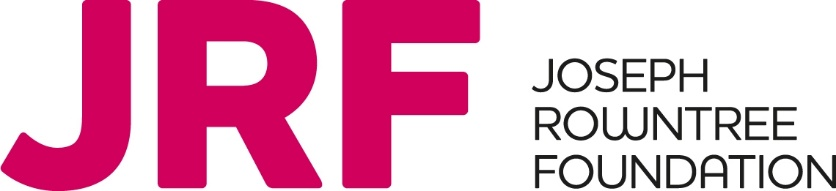 JRF
JOSEPH
ROWNTREE
FOUNDATION